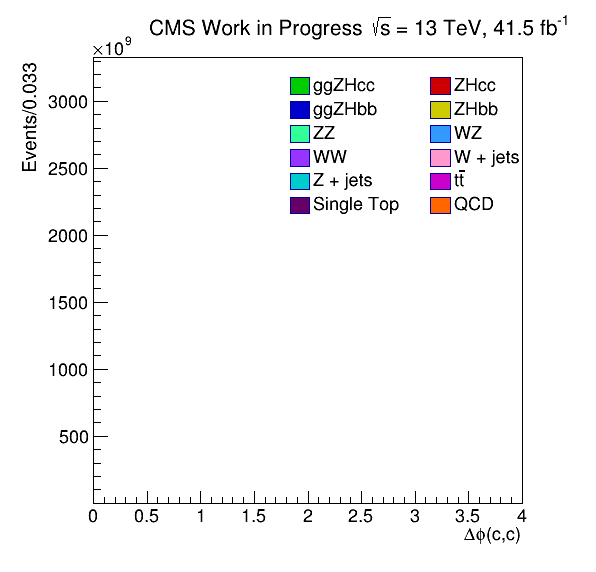 CMS Work in Progress √s = 13 TeV, 41.5 fb⁻¹
×10⁹
Events/0.033
3000
2500
2000
1500
1000
500
ggZHcc ZHcc
ggZHbb ZHbb
ZZ WZ
WW W + jets
Z + jets tt̄
Single Top QCD
0 0.5 1 1.5 2 2.5 3 3.5 4
Δϕ(c,c)